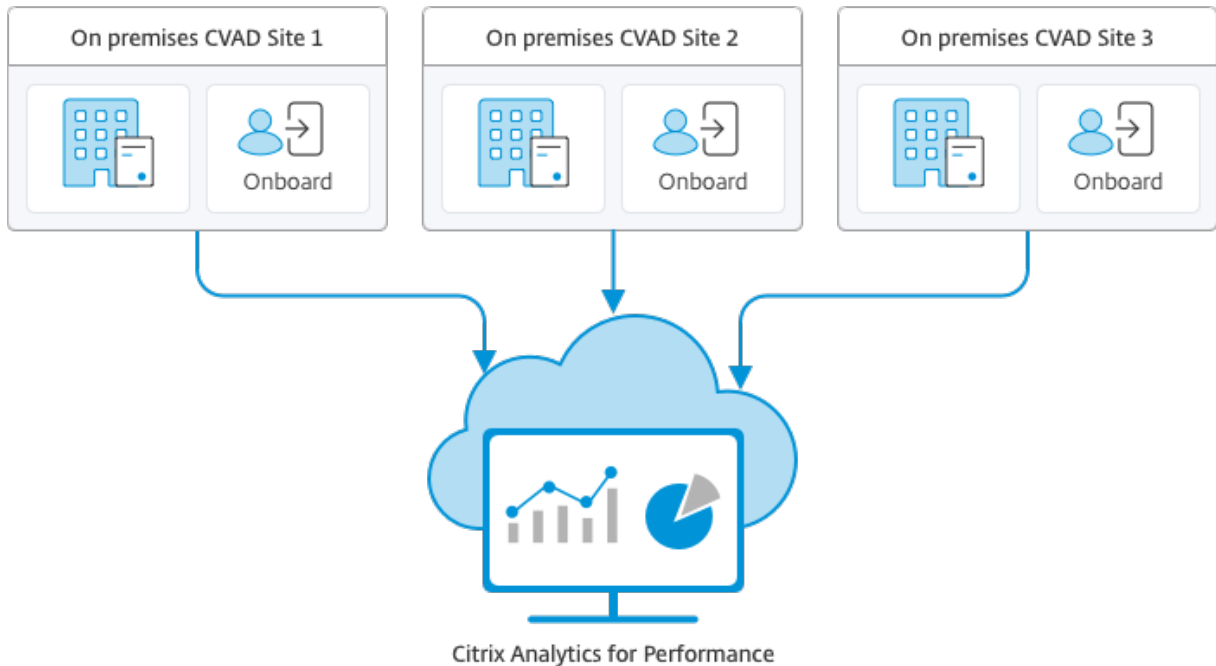 On premises CVAD Site 1
On premises CVAD Site 2
On premises CVAD Site 3
Onboard
Onboard
Onboard
Citrix Analytics for Performance